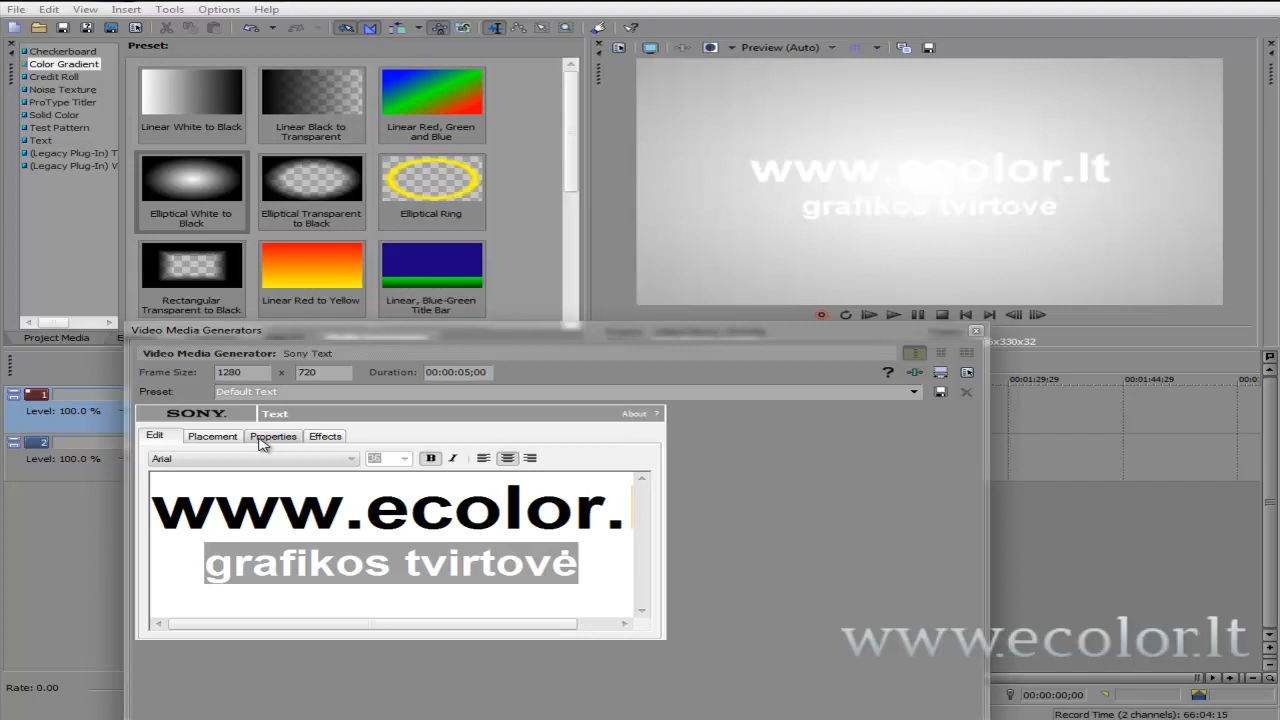 File Edit View Insert Tools Options Help
Checkerboard
Color Gradient
Credit Roll
Noise Texture
ProType Titler
Solid Color
Test Pattern
Text
(Legacy Plug-In) T
(Legacy Plug-In) V
Project Media
E
Preset:
Linear White to Black
Linear Black to
Transparent
Linear Red, Green
and Blue
Elliptical White to
Black
Elliptical Transparent
to Black
Elliptical Ring
Rectangular
Transparent to Black
Linear Red to Yellow
Linear, Blue-Green
Title Bar
Preview (Auto)
www.ecolor.lt
grafikos tvirtovė
x330x32
Video Media Generators
Video Media Generator: Sony Text
Frame Size: 1280 x 720 Duration: 00:00:05;00
Preset: Default Text
SONY. Text About ?
Edit Placement Properties Effects
Arial 36 B I
www.ecolor.
grafikos tvirtovė
1
Level: 100.0 %
2
Level: 100.0 %
Rate: 0.00
00:01:29;29 00:01:44;29 00:0
www.ecolor.lt
00:00:00;00
Record Time (2 channels): 66:04:15